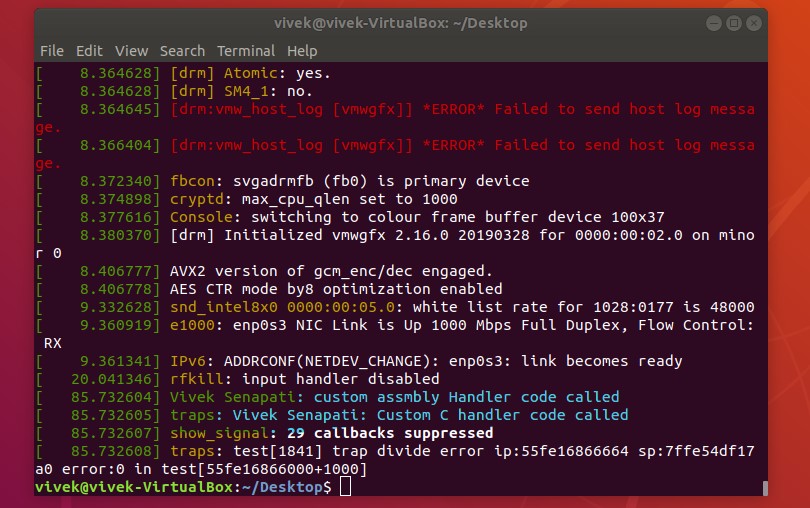 vivek@vivek-VirtualBox: ~/Desktop
File Edit View Search Terminal Help
[    8.364628] [drm] Atomic: yes.
[    8.364628] [drm] SM4_1: no.
[    8.364645] [drm:vmw_host_log [vmwgfx]] *ERROR* Failed to send host log messa
ge.
[    8.366404] [drm:vmw_host_log [vmwgfx]] *ERROR* Failed to send host log messa
ge.
[    8.372340] fbcon: svgadrmfb (fb0) is primary device
[    8.374898] cryptd: max_cpu_qlen set to 1000
[    8.377616] Console: switching to colour frame buffer device 100x37
[    8.380370] [drm] Initialized vmwgfx 2.16.0 20190328 for 0000:00:02.0 on mino
r 0
[    8.406777] AVX2 version of gcm_enc/dec engaged.
[    8.406778] AES CTR mode by8 optimization enabled
[    9.332628] snd_intel8x0 0000:00:05.0: white list rate for 1028:0177 is 48000
[    9.360919] e1000: enp0s3 NIC Link is Up 1000 Mbps Full Duplex, Flow Control:
 RX
[    9.361341] IPv6: ADDRCONF(NETDEV_CHANGE): enp0s3: link becomes ready
[   20.041346] rfkill: input handler disabled
[   85.732604] Vivek Senapati: custom assmbly Handler code called
[   85.732605] traps: Vivek Senapati: Custom C handler code called
[   85.732607] show_signal: 29 callbacks suppressed
[   85.732608] traps: test[1841] trap divide error ip:55fe16866664 sp:7ffe54df17
a0 error:0 in test[55fe16866000+1000]
vivek@vivek-VirtualBox:~/Desktop$